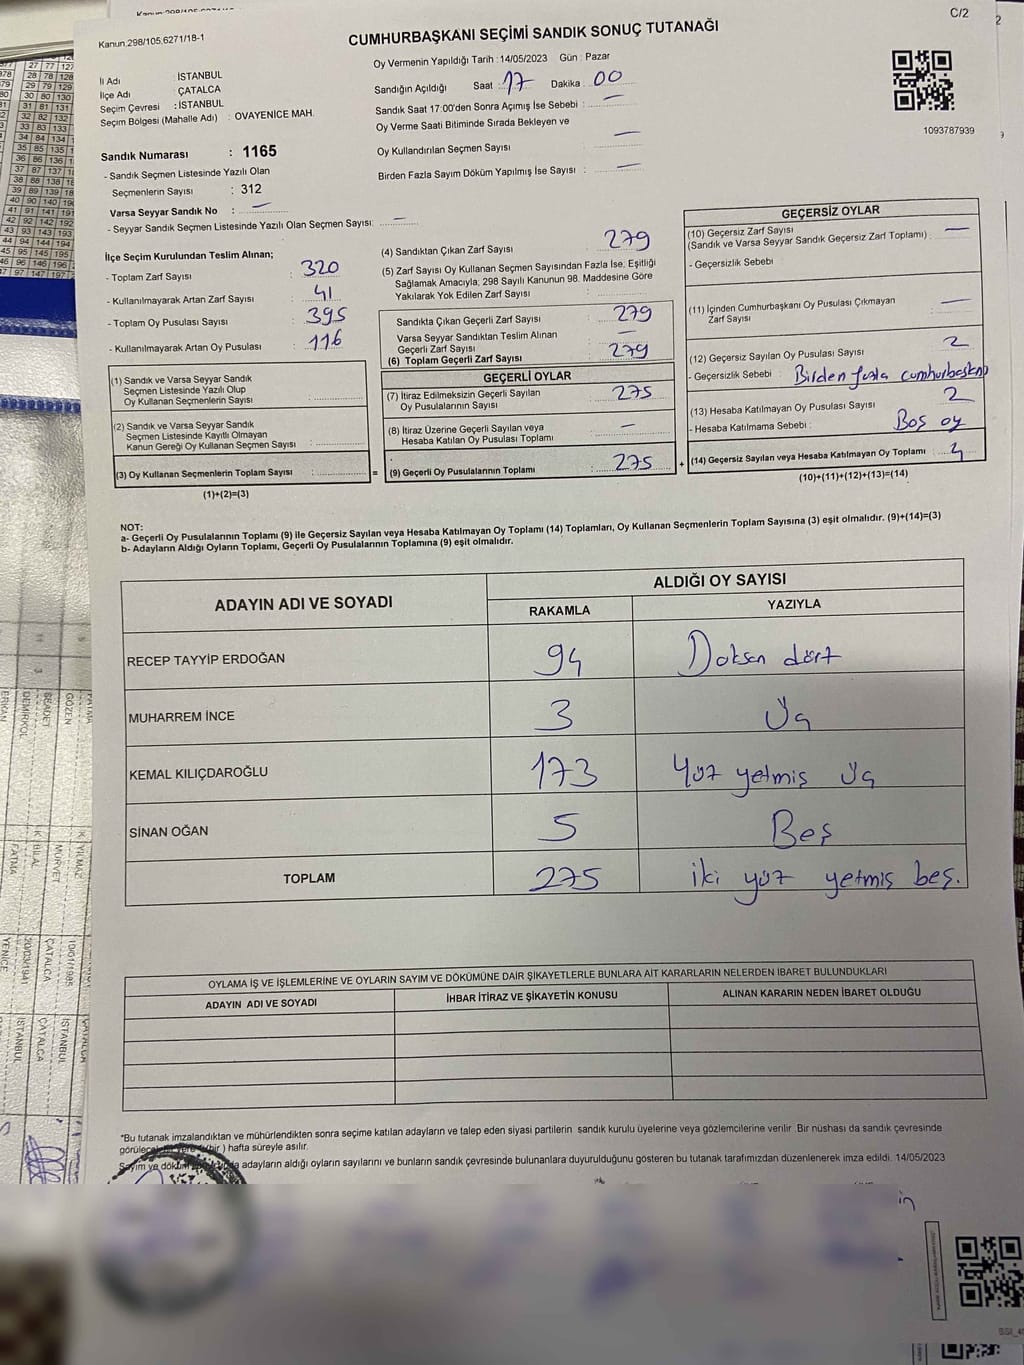 C/2
Kanun.298/105,6271/18-1
CUMHURBAŞKANI SEÇİMİ SANDIK SONUÇ TUTANAĞI
İl Adı : İSTANBUL
İlçe Adı : ÇATALCA
Seçim Çevresi : İSTANBUL
Seçim Bölgesi (Mahalle Adı) : OVAYENİCE MAH.
Oy Vermenin Yapıldığı Tarih :14/05/2023 Gün : Pazar
Sandığın Açıldığı Saat : 17 Dakika : 00
Sandık Saat 17:00'den Sonra Açımış İse Sebebi : —
Oy Verme Saati Bitiminde Sırada Bekleyen ve
Oy Kullandırılan Seçmen Sayısı —
Birden Fazla Sayım Döküm Yapılmış İse Sayısı : —
1093787939
Sandık Numarası : 1165
- Sandık Seçmen Listesinde Yazılı Olan
Seçmenlerin Sayısı : 312
Varsa Seyyar Sandık No : —
- Seyyar Sandık Seçmen Listesinde Yazılı Olan Seçmen Sayısı: —
İlçe Seçim Kurulundan Teslim Alınan;
- Toplam Zarf Sayısı : 320
- Kullanılmayarak Artan Zarf Sayısı : 41
- Toplam Oy Pusulası Sayısı : 395
- Kullanılmayarak Artan Oy Pusulası : 116
(1) Sandık ve Varsa Seyyar Sandık
Seçmen Listesinde Yazılı Olup
Oy Kullanan Seçmenlerin Sayısı :
(2) Sandık ve Varsa Seyyar Sandık
Seçmen Listesinde Kayıtlı Olmayan
Kanun Gereği Oy Kullanan Seçmen Sayısı :
(3) Oy Kullanan Seçmenlerin Toplam Sayısı :
(1)+(2)=(3)
(4) Sandıktan Çıkan Zarf Sayısı : 279
(5) Zarf Sayısı Oy Kullanan Seçmen Sayısından Fazla İse, Eşitliği
Sağlamak Amacıyla; 298 Sayılı Kanunun 98. Maddesine Göre
Yakılarak Yok Edilen Zarf Sayısı :
Sandıkta Çıkan Geçerli Zarf Sayısı : 279
Varsa Seyyar Sandıktan Teslim Alınan
Geçerli Zarf Sayısı : —
(6) Toplam Geçerli Zarf Sayısı : 279
GEÇERLİ OYLAR
(7) İtiraz Edilmeksizin Geçerli Sayılan
Oy Pusulalarının Sayısı : 275
(8) İtiraz Üzerine Geçerli Sayılan veya
Hesaba Katılan Oy Pusulası Toplamı : —
=
(9) Geçerli Oy Pusulalarının Toplamı : 275
+
GEÇERSİZ OYLAR
(10) Geçersiz Zarf Sayısı
(Sandık ve Varsa Seyyar Sandık Geçersiz Zarf Toplamı) : —
- Geçersizlik Sebebi :
(11) İçinden Cumhurbaşkanı Oy Pusulası Çıkmayan
Zarf Sayısı : —
(12) Geçersiz Sayılan Oy Pusulası Sayısı : 2
- Geçersizlik Sebebi : Birden fazla cumhurbaşkanı
(13) Hesaba Katılmayan Oy Pusulası Sayısı : 2
- Hesaba Katılmama Sebebi : Boş oy
(14) Geçersiz Sayılan veya Hesaba Katılmayan Oy Toplamı : 4
(10)+(11)+(12)+(13)=(14)
NOT:
a- Geçerli Oy Pusulalarının Toplamı (9) ile Geçersiz Sayılan veya Hesaba Katılmayan Oy Toplamı (14) Toplamları, Oy Kullanan Seçmenlerin Toplam Sayısına (3) eşit olmalıdır. (9)+(14)=(3)
b- Adayların Aldığı Oyların Toplamı, Geçerli Oy Pusulalarının Toplamına (9) eşit olmalıdır.
ADAYIN ADI VE SOYADI
ALDIĞI OY SAYISI
RAKAMLA YAZIYLA
RECEP TAYYİP ERDOĞAN 94 Doksan dört
MUHARREM İNCE 3 Üç
KEMAL KILIÇDAROĞLU 173 Yüz yetmiş üç
SİNAN OĞAN 5 Beş
TOPLAM 275 iki yüz yetmiş beş.
OYLAMA İŞ VE İŞLEMLERİNE VE OYLARIN SAYIM VE DÖKÜMÜNE DAİR ŞİKAYETLERLE BUNLARA AİT KARARLARIN NELERDEN İBARET BULUNDUKLARI
ADAYIN ADI VE SOYADI İHBAR İTİRAZ VE ŞİKAYETİN KONUSU ALINAN KARARIN NEDEN İBARET OLDUĞU
*Bu tutanak imzalandıktan ve mühürlendikten sonra seçime katılan adayların ve talep eden siyasi partilerin sandık kurulu üyelerine veya gözlemcilerine verilir .Bir nüshası da sandık çevresinde
(bir) hafta süreyle asılır.
Sayım ve adayların aldığı oyların sayılarını ve bunların sandık çevresinde bulunanlara duyurulduğunu gösteren bu tutanak tarafımızdan düzenlenerek imza edildi. 14/05/2023